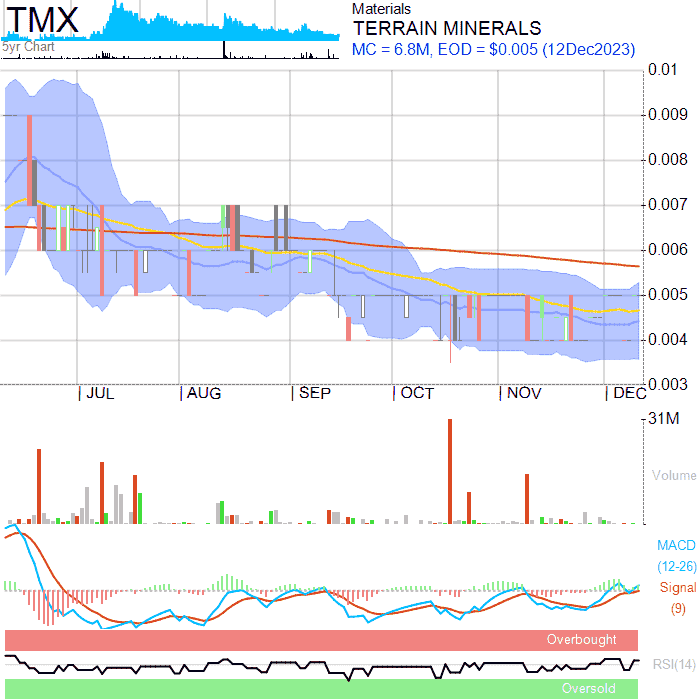 TMX
5yr Chart
Materials
TERRAIN MINERALS
MC = 6.8M, EOD = $0.005 (12Dec2023)
0.01
0.009
0.008
0.007
0.006
0.005
0.004
0.003
JUL AUG SEP OCT NOV DEC
31M
Volume
MACD
(12-26)
Signal
(9)
Overbought
RSI(14)
Oversold